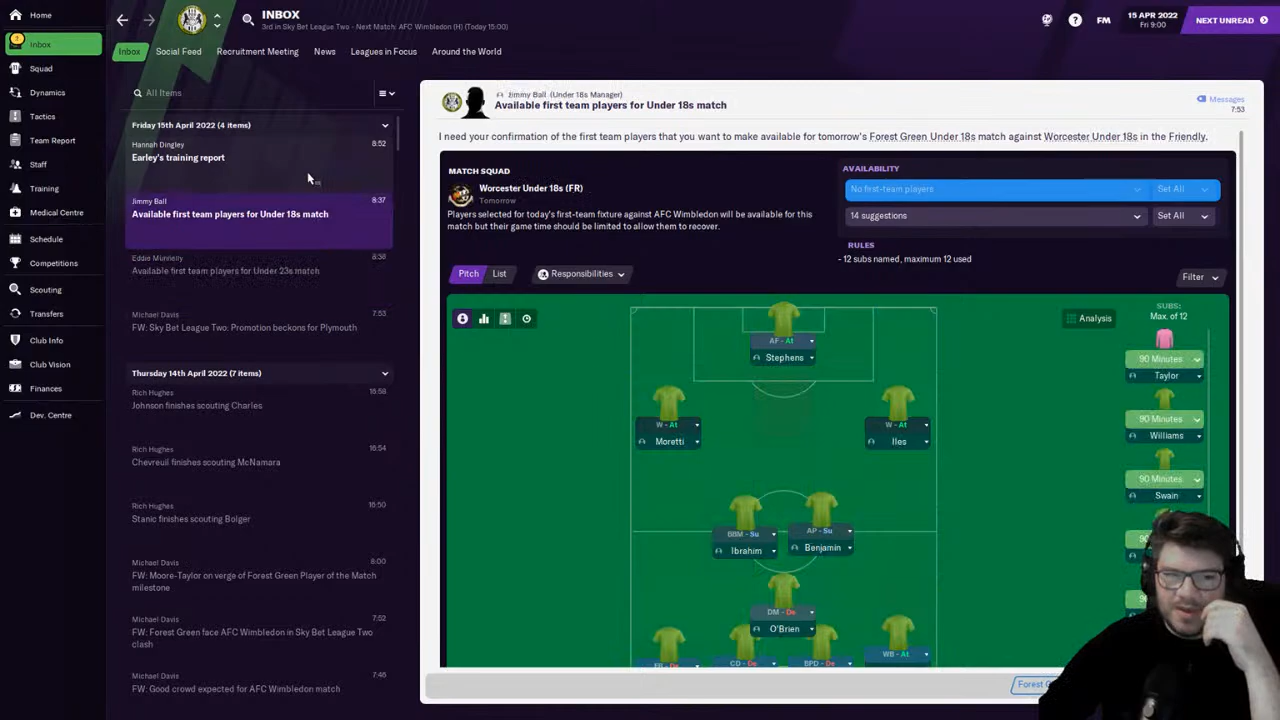 Home
INBOX
3rd in Sky Bet League Two - Next Match: AFC Wimbledon (H) (Today 15:00)
FM
15 APR 2022
Fri 9:00
NEXT UNREAD
Inbox
Squad
Dynamics
Tactics
Team Report
Staff
Training
Medical Centre
Schedule
Competitions
Scouting
Transfers
Club Info
Club Vision
Finances
Dev. Centre
Inbox
Social Feed
Recruitment Meeting
News
Leagues in Focus
Around the World
All Items
Friday 15th April 2022 (4 items)
Hannah Dingley
8:52
Earley's training report
Jimmy Ball
8:37
Available first team players for Under 18s match
Eddie Munnelly
8:30
Available first team players for Under 23s match
Michael Davis
7:53
FW: Sky Bet League Two: Promotion beckons for Plymouth
Thursday 14th April 2022 (7 items)
Rich Hughes
16:58
Johnson finishes scouting Charles
Rich Hughes
16:54
Chevreuil finishes scouting McNamara
Rich Hughes
16:50
Stanic finishes scouting Bolger
Michael Davis
8:00
FW: Moore-Taylor on verge of Forest Green Player of the Match
milestone
Michael Davis
7:52
FW: Forest Green face AFC Wimbledon in Sky Bet League Two
clash
Michael Davis
7:46
FW: Good crowd expected for AFC Wimbledon match
Jimmy Ball (Under 18s Manager)
Available first team players for Under 18s match
Messages
7:53
I need your confirmation of the first team players that you want to make available for tomorrow's Forest Green Under 18s match against Worcester Under 18s in the Friendly.
MATCH SQUAD
Worcester Under 18s (FR)
Tomorrow
Players selected for today's first-team fixture against AFC Wimbledon will be available for this
match but their game time should be limited to allow them to recover.
AVAILABILITY
No first-team players
Set All
14 suggestions
Set All
RULES
- 12 subs named, maximum 12 used
Pitch
List
Responsibilities
Filter
Analysis
SUBS:
Max. of 12
AF - At
Stephens
W - At
Moretti
W - At
Iles
BBM - Su
Ibrahim
AP - Su
Benjamin
DM - De
O'Brien
FB - De
CD - De
BPD - De
WB - At
90 Minutes
Taylor
90 Minutes
Williams
90 Minutes
Swain
90
Forest G